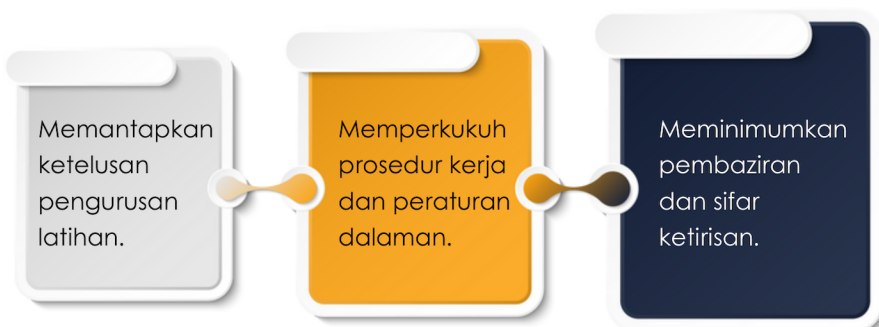 Memantapkan
ketelusan
pengurusan
latihan.
Memperkukuh
prosedur kerja
dan peraturan
dalaman.
Meminimumkan
pembaziran
dan sifar
ketirisan.